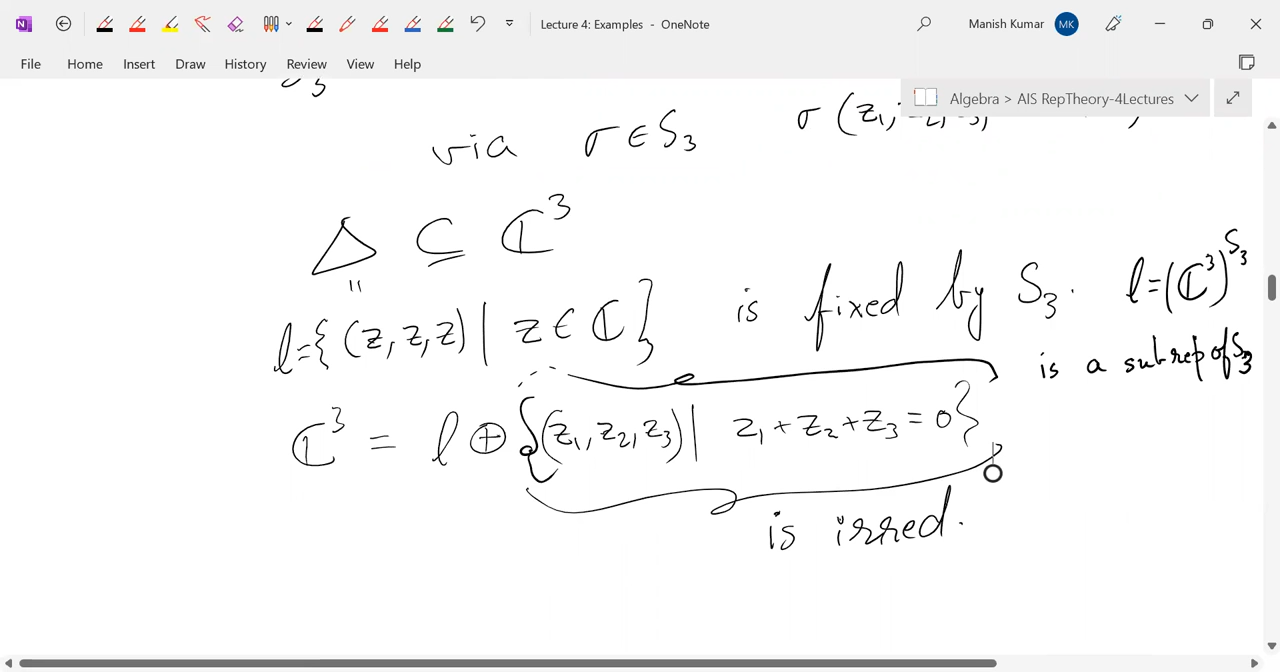 Lecture 4: Examples - OneNote
Manish Kumar MK
File Home Insert Draw History Review View Help
Algebra > AIS RepTheory-4Lectures
via σ ∈ S₃ σ (z₁,
Δ ⊆ ℂ³
"
l={(z,z,z) | z ∈ ℂ} is fixed by S₃. l=(ℂ³)^S₃
is a subrep of S₃
ℂ³ = l ⊕ {(z₁,z₂,z₃) | z₁+z₂+z₃=0}
is irred.